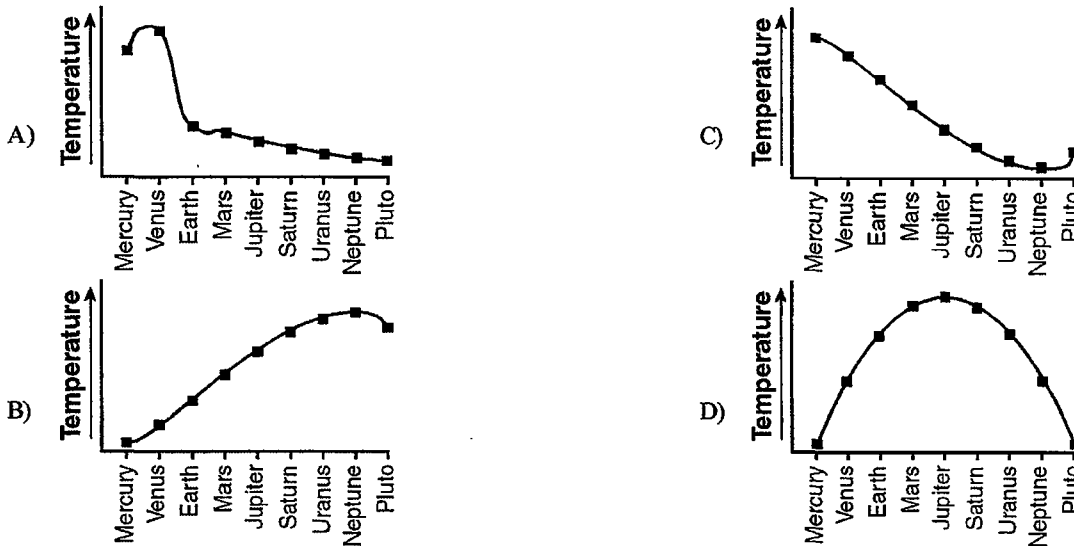 A)
Temperature
Mercury
Venus
Earth
Mars
Jupiter
Saturn
Uranus
Neptune
Pluto
B)
Temperature
Mercury
Venus
Earth
Mars
Jupiter
Saturn
Uranus
Neptune
Pluto
C)
Temperature
Mercury
Venus
Earth
Mars
Jupiter
Saturn
Uranus
Neptune
Pluto
D)
Temperature
Mercury
Venus
Earth
Mars
Jupiter
Saturn
Uranus
Neptune
Pluto